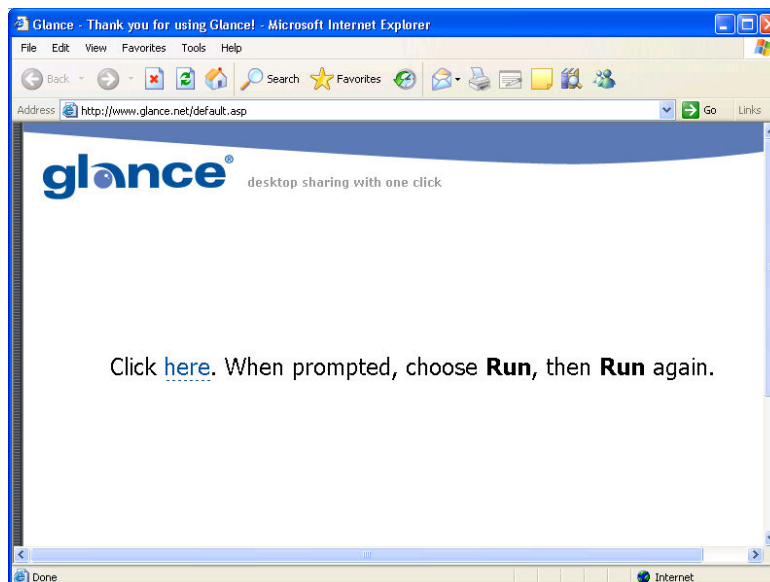 Glance - Thank you for using Glance! - Microsoft Internet Explorer
File Edit View Favorites Tools Help
Back Search Favorites
Address http://www.glance.net/default.asp Go Links
glance® desktop sharing with one click
Click here. When prompted, choose Run, then Run again.
Done Internet